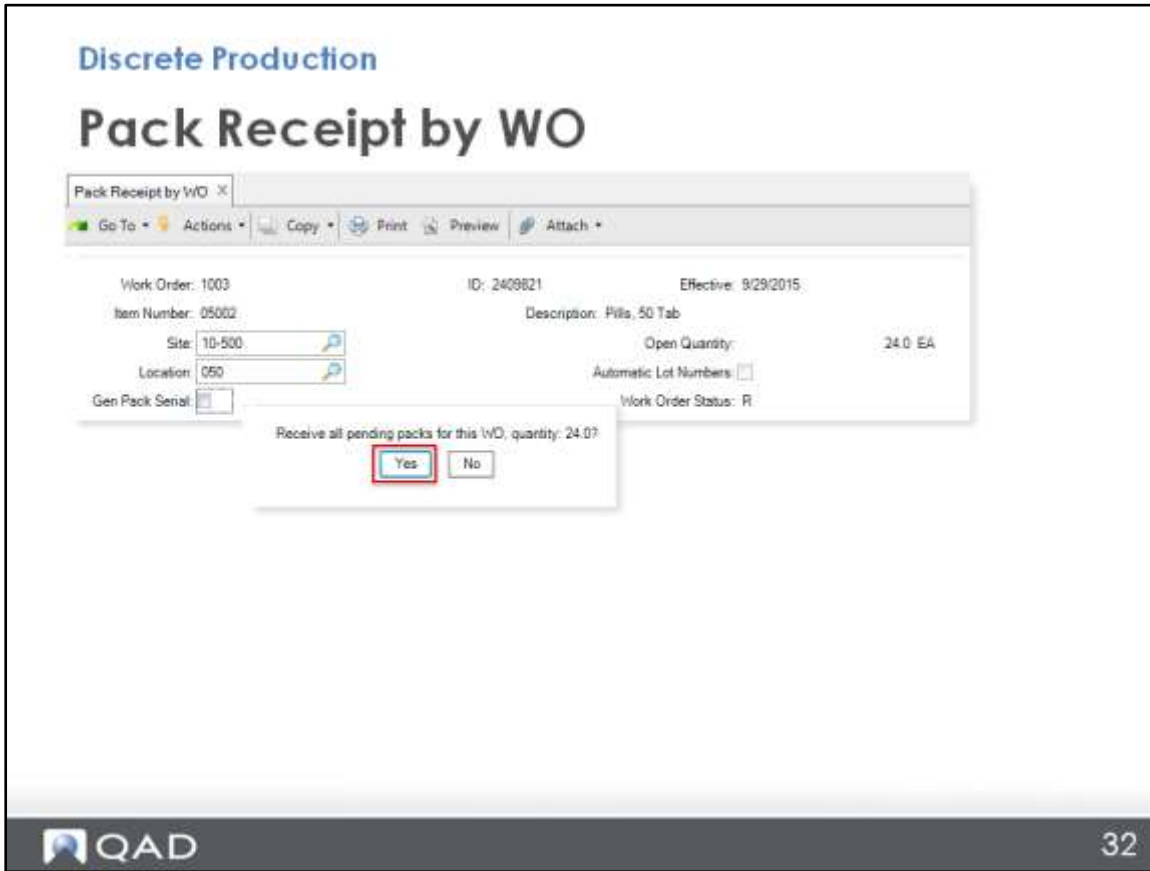 Discrete Production
Pack Receipt by WO
Pack Receipt by WO ×
Go To Actions Copy Print Preview Attach
Work Order: 1003 ID: 2409821 Effective: 9/29/2015
Item Number: 05002 Description: Pills, 50 Tab
Site: 10-500 Open Quantity: 24.0 EA
Location: 050 Automatic Lot Numbers:
Gen Pack Serial: Work Order Status: R
Receive all pending packs for this WO, quantity: 24.0?
Yes No
QAD 32